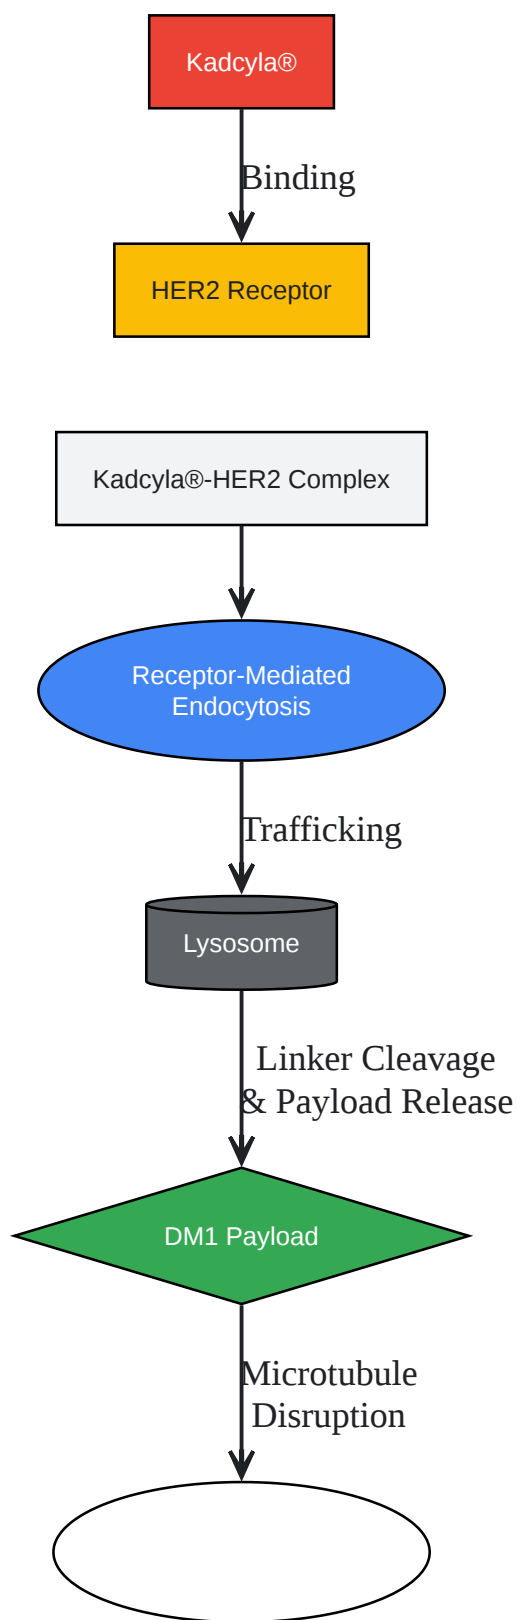 Kadcyla®
Binding
HER2 Receptor
Kadcyla®-HER2 Complex
Receptor-Mediated
Endocytosis
Trafficking
Lysosome
Linker Cleavage
& Payload Release
DM1 Payload
Microtubule
Disruption